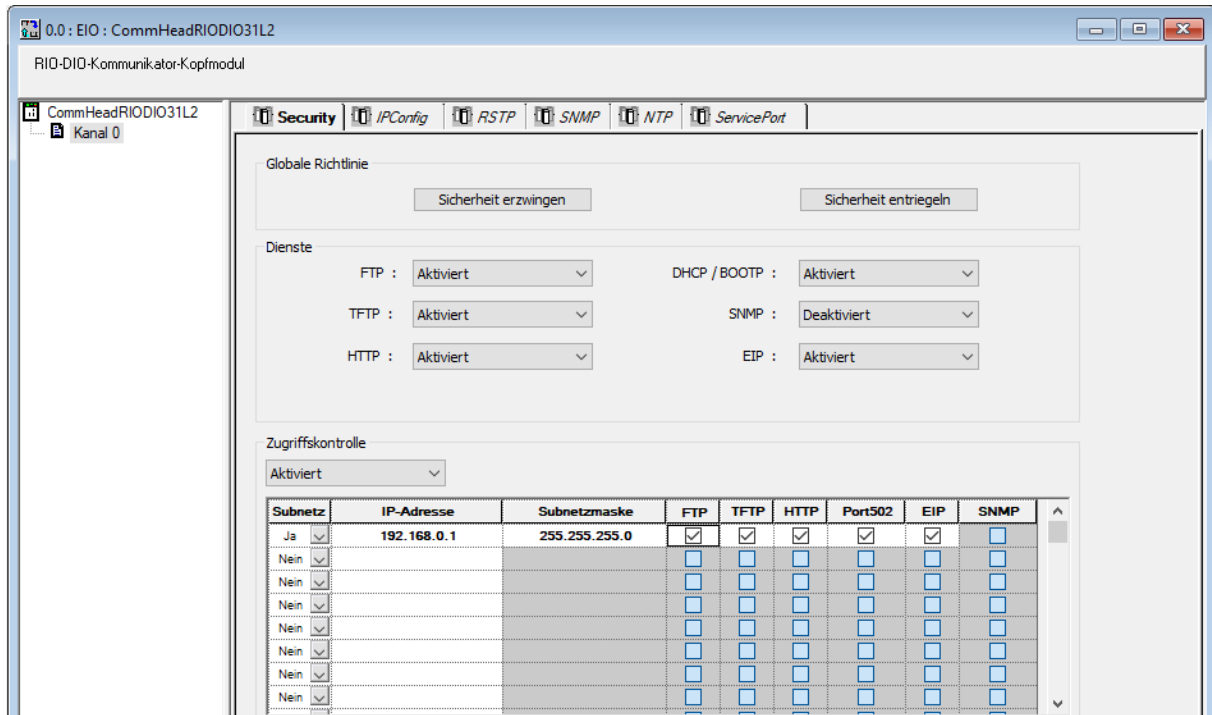 0.0 : EIO : CommHeadRIODIO31L2
RIO-DIO-Kommunikator-Kopfmodul
CommHeadRIODIO31L2
Kanal 0
Security IPConfig RSTP SNMP NTP ServicePort
Globale Richtlinie
Sicherheit erzwingen Sicherheit entriegeln
Dienste
FTP : Aktiviert DHCP / BOOTP : Aktiviert
TFTP : Aktiviert SNMP : Deaktiviert
HTTP : Aktiviert EIP : Aktiviert
Zugriffskontrolle
Aktiviert
Subnetz IP-Adresse Subnetzmaske FTP TFTP HTTP Port502 EIP SNMP
Ja 192.168.0.1 255.255.255.0
Nein
Nein
Nein
Nein
Nein
Nein
Nein